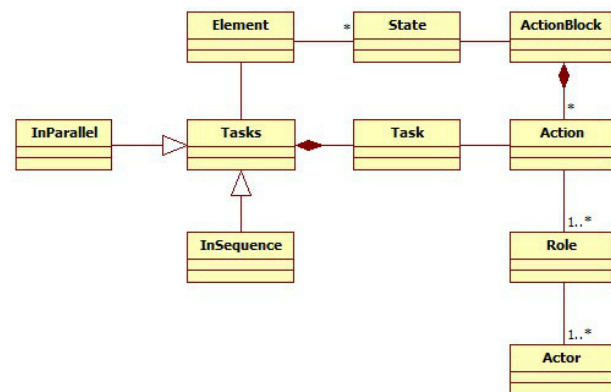 Element
*
State
ActionBlock
*
InParallel
Tasks
Task
Action
1..*
InSequence
Role
1..*
Actor